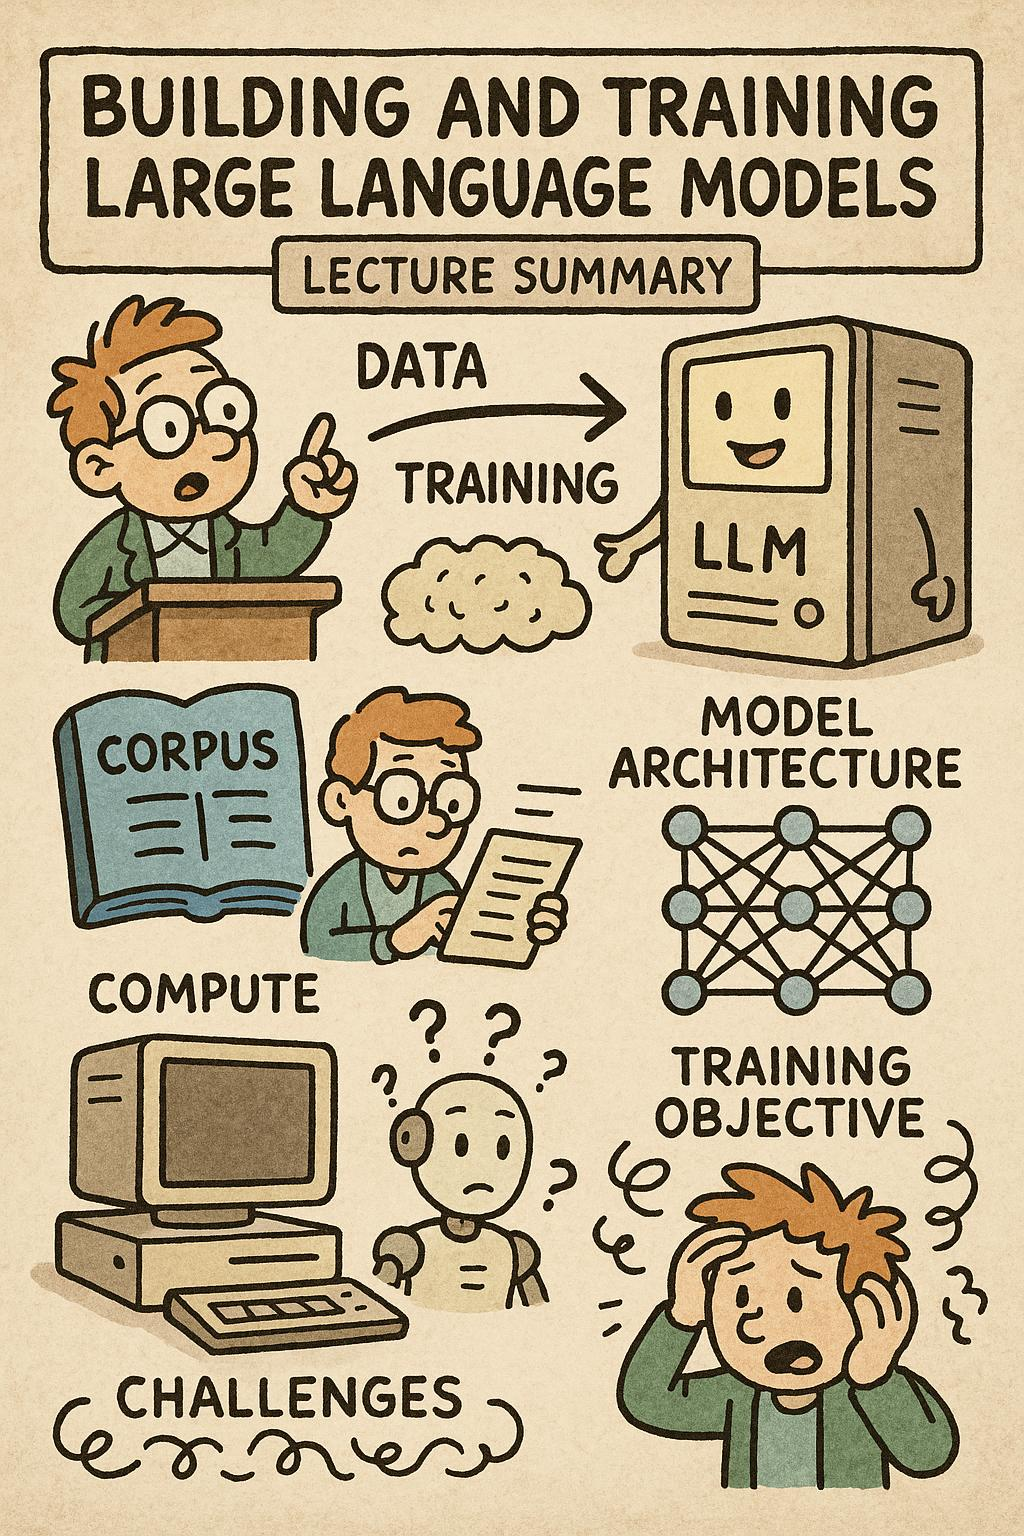 BUILDING AND TRAINING
LARGE LANGUAGE MODELS
LECTURE SUMMARY
DATA
TRAINING
LLM
CORPUS
MODEL
ARCHITECTURE
COMPUTE
? ? ? ? ?
TRAINING
OBJECTIVE
CHALLENGES